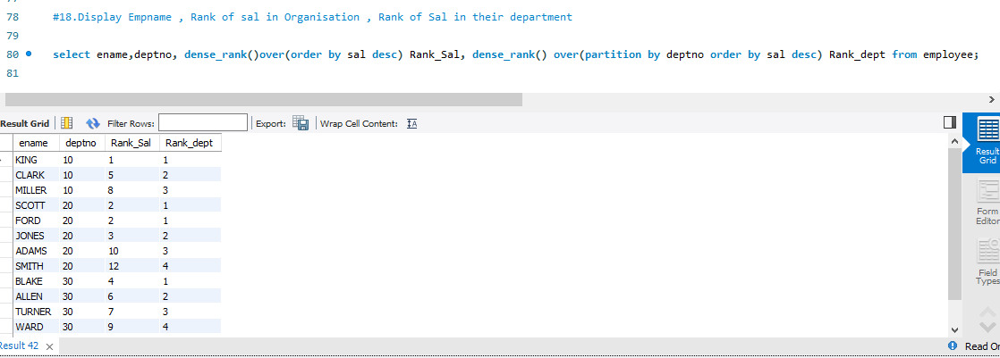 78 #18.Display Empname , Rank of sal in Organisation , Rank of Sal in their department
79
80 select ename,deptno, dense_rank()over(order by sal desc) Rank_Sal, dense_rank() over(partition by deptno order by sal desc) Rank_dept from employee;
81
Result Grid Filter Rows: Export: Wrap Cell Content:
ename deptno Rank_Sal Rank_dept
KING 10 1 1
CLARK 10 5 2
MILLER 10 8 3
SCOTT 20 2 1
FORD 20 2 1
JONES 20 3 2
ADAMS 20 10 3
SMITH 20 12 4
BLAKE 30 4 1
ALLEN 30 6 2
TURNER 30 7 3
WARD 30 9 4
Result
Grid
Form
Editor
Field
Types
Result 42
Read On